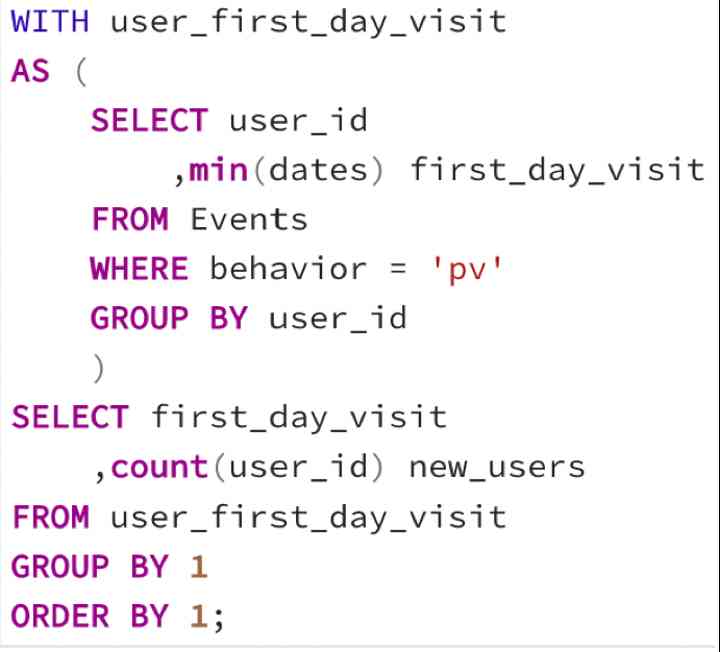 WITH user_first_day_visit
AS (
    SELECT user_id
        ,min(dates) first_day_visit
    FROM Events
    WHERE behavior = 'pv'
    GROUP BY user_id
    )
SELECT first_day_visit
    ,count(user_id) new_users
FROM user_first_day_visit
GROUP BY 1
ORDER BY 1;